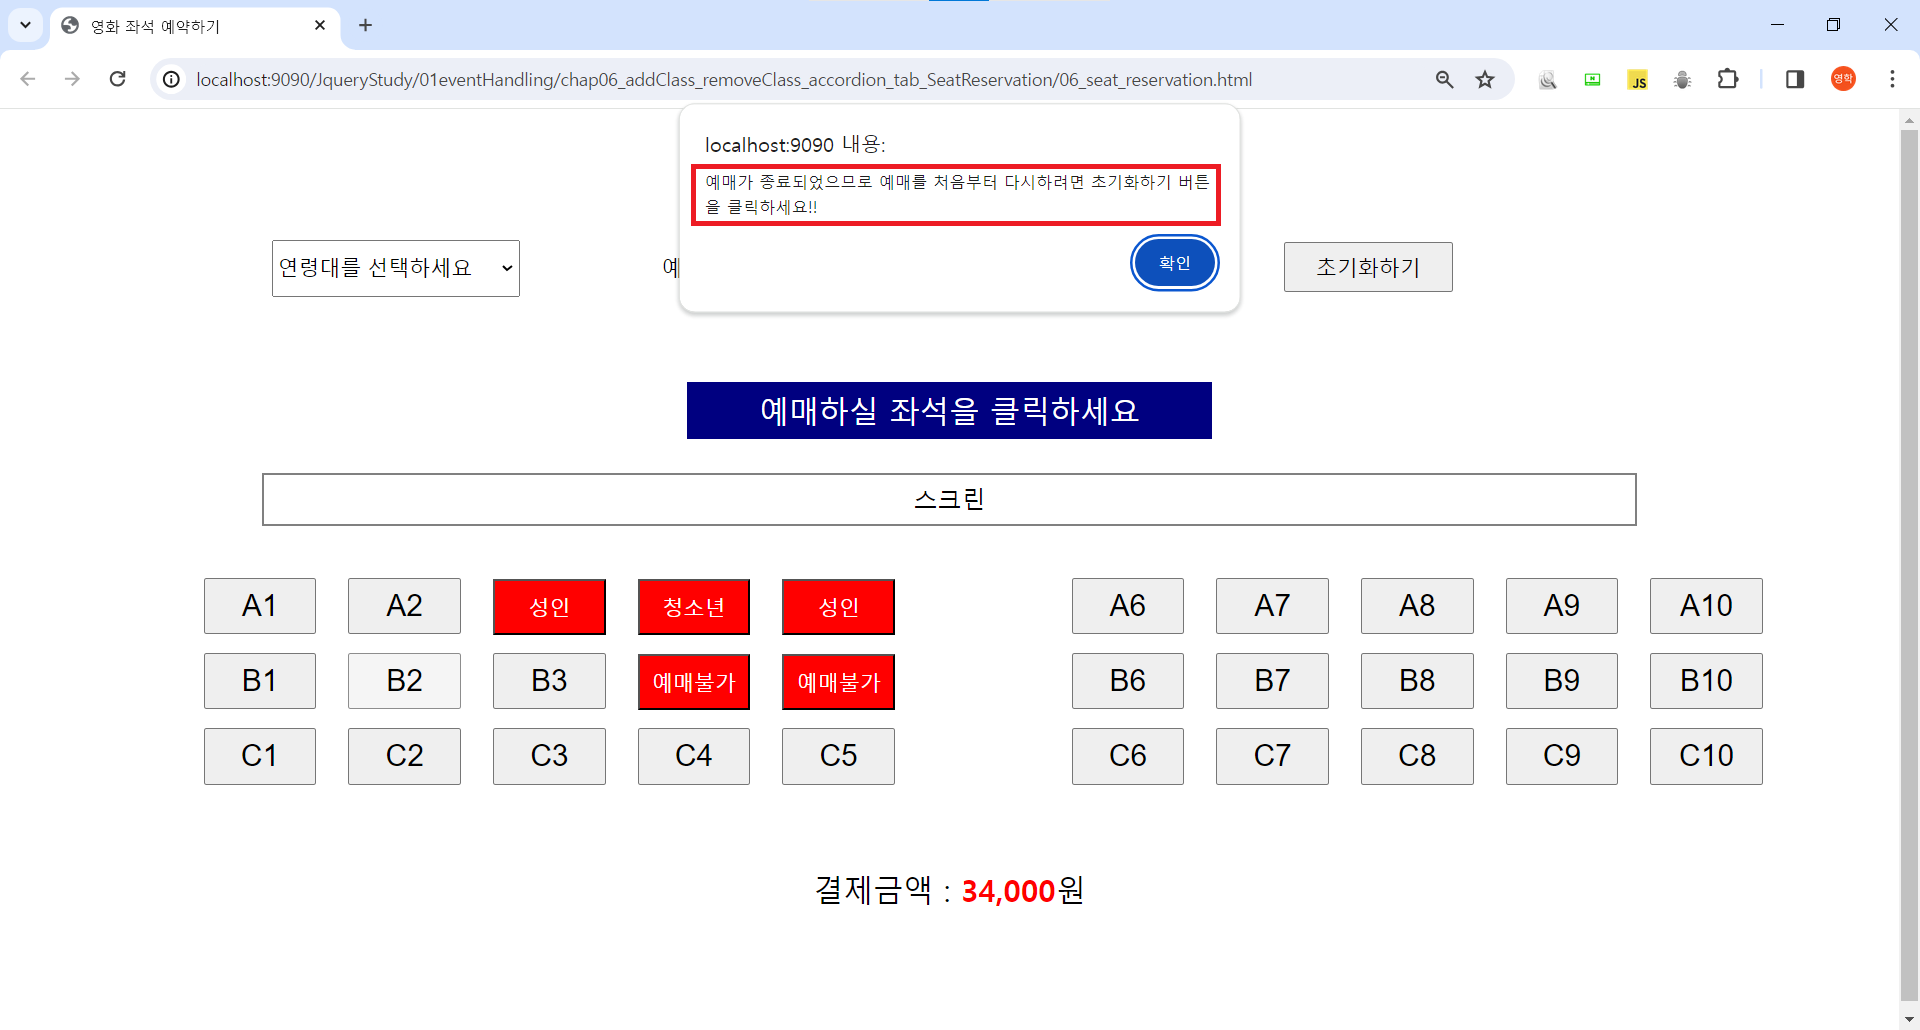 영화 좌석 예약하기
localhost:9090/JqueryStudy/01eventHandling/chap06_addClass_removeClass_accordion_tab_SeatReservation/06_seat_reservation.html
JS
영학
localhost:9090 내용:
예매가 종료되었으므로 예매를 처음부터 다시하려면 초기화하기 버튼
을 클릭하세요!!
확인
연령대를 선택하세요
예
초기화하기
예매하실 좌석을 클릭하세요
스크린
A1 A2 성인 청소년 성인 A6 A7 A8 A9 A10
B1 B2 B3 예매불가 예매불가 B6 B7 B8 B9 B10
C1 C2 C3 C4 C5 C6 C7 C8 C9 C10
결제금액 : 34,000원